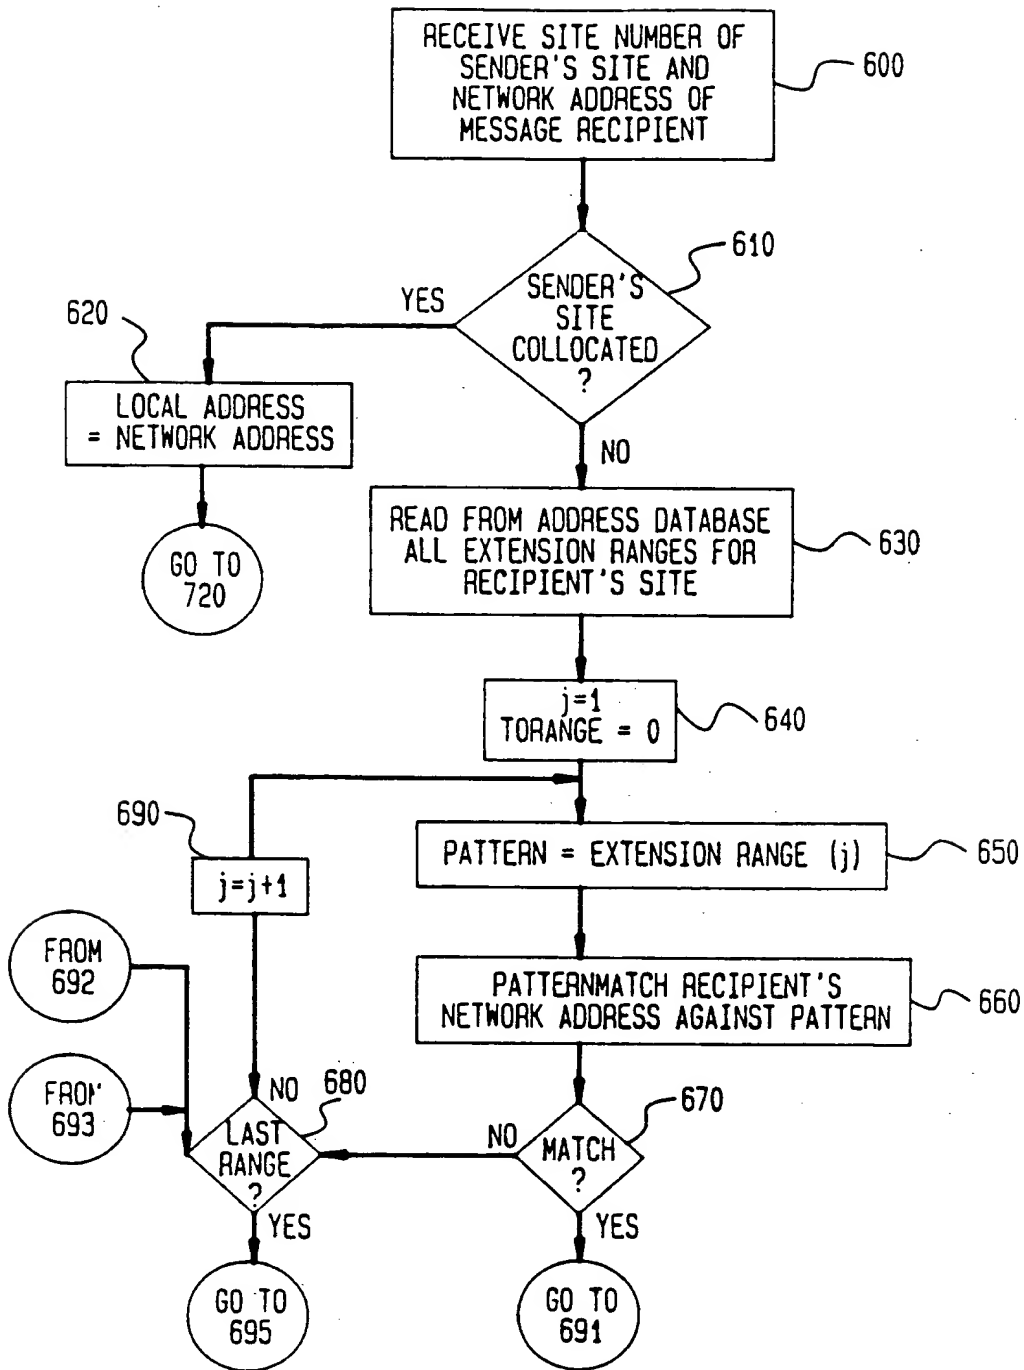 RECEIVE SITE NUMBER OF
SENDER'S SITE AND
NETWORK ADDRESS OF
MESSAGE RECIPIENT
600
610
SENDER'S
SITE
COLLOCATED
?
YES
620
LOCAL ADDRESS
= NETWORK ADDRESS
NO
GO TO
720
READ FROM ADDRESS DATABASE
ALL EXTENSION RANGES FOR
RECIPIENT'S SITE
630
j=1
TORANGE = 0
640
690
j=j+1
PATTERN = EXTENSION RANGE (j)
650
FROM
692
PATTERNMATCH RECIPIENT'S
NETWORK ADDRESS AGAINST PATTERN
660
FROM
693
NO
680
LAST
RANGE
?
NO
670
MATCH
?
YES
YES
GO TO
695
GO TO
691